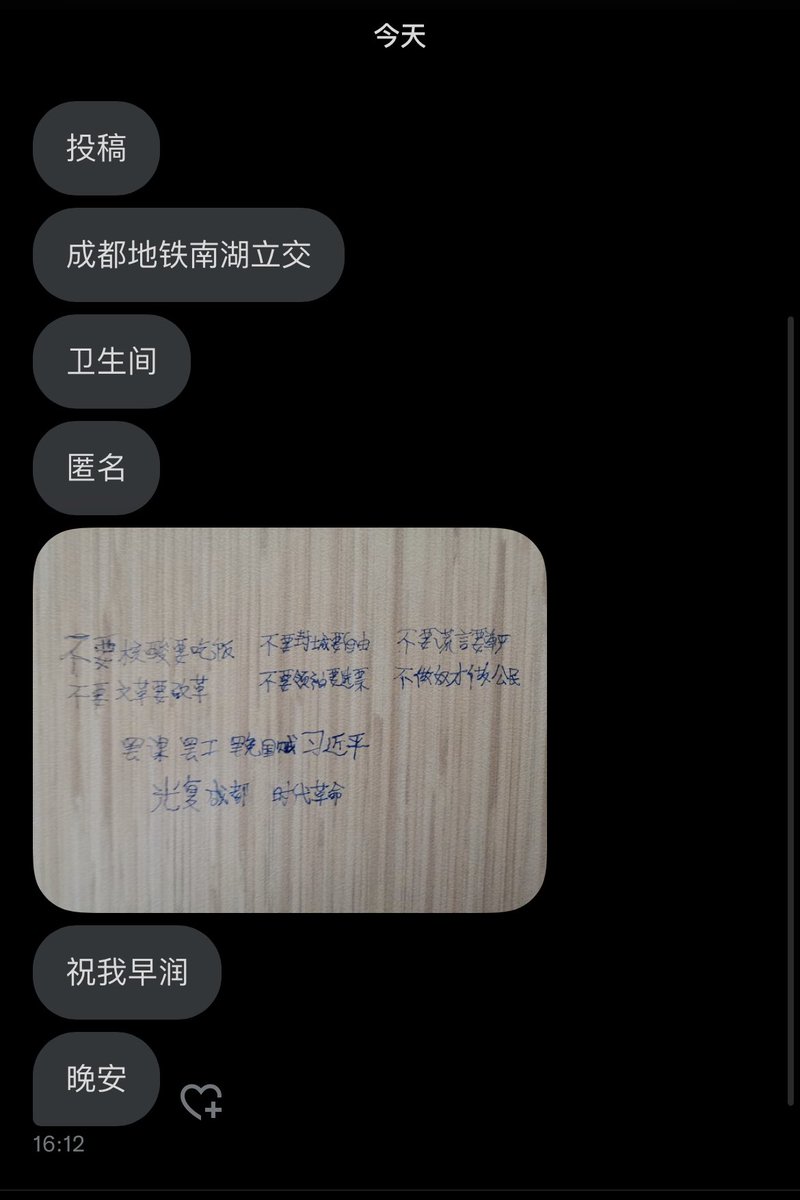 今天
投稿
成都地铁南湖立交
卫生间
匿名
不要核酸要吃饭 不要封城要自由 不要谎言要尊严
不要文革要改革 不要领袖要选票 不做奴才做公民
罢课 罢工 罢免国贼习近平
光复成都 时代革命
祝我早润
晚安
16:12